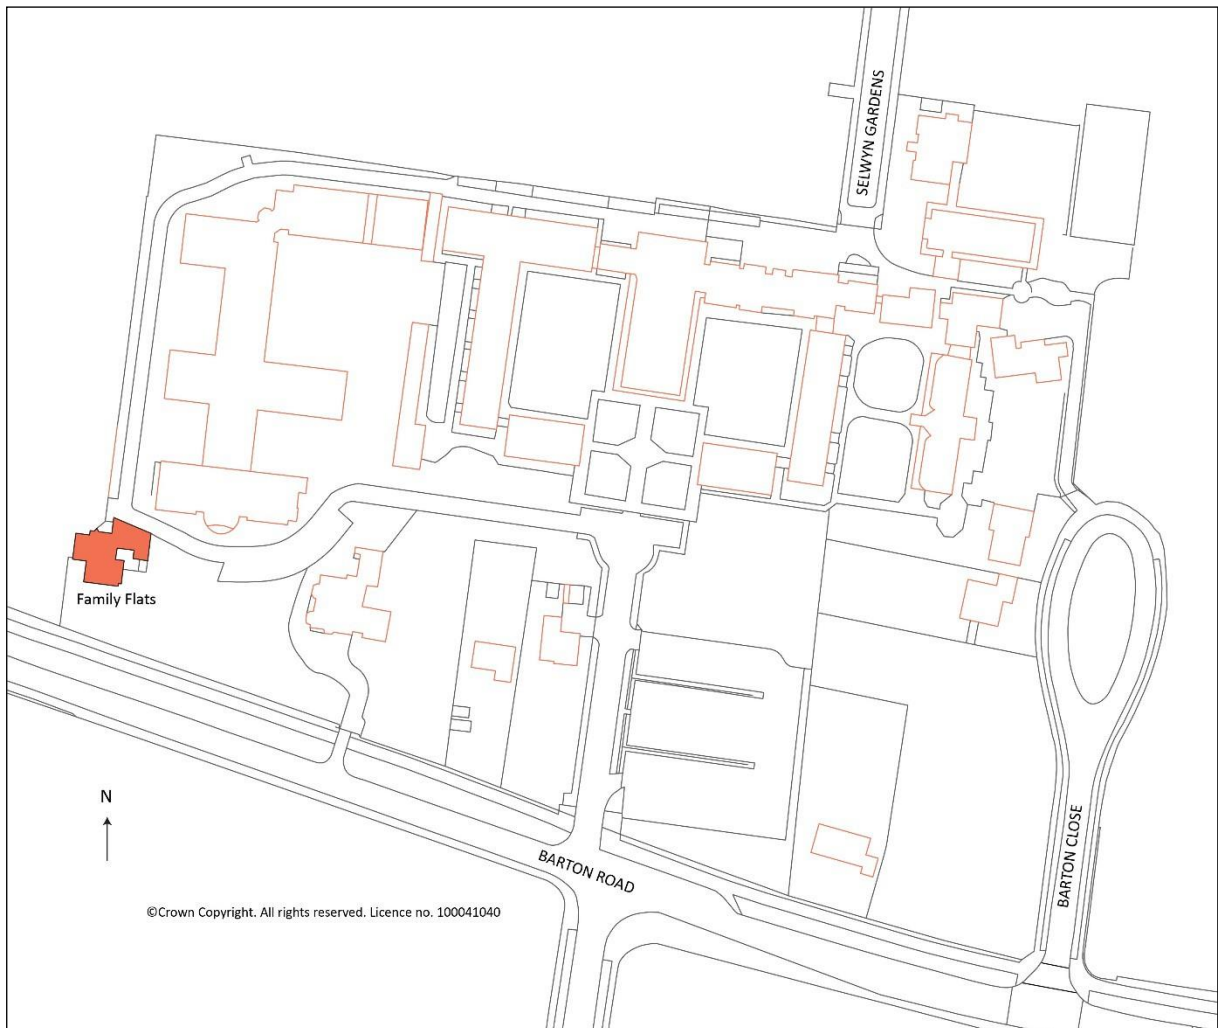 SELWYN GARDENS
Family Flats
N
BARTON CLOSE
BARTON ROAD
©Crown Copyright. All rights reserved. Licence no. 100041040